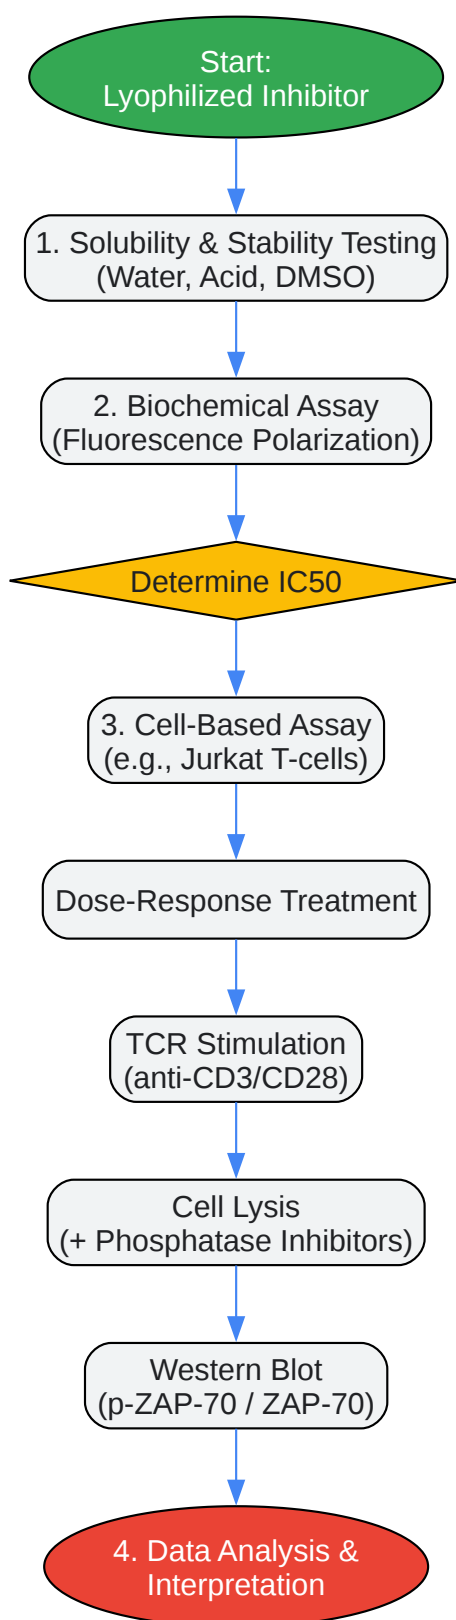 Start:
Lyophilized Inhibitor
1. Solubility & Stability Testing
(Water, Acid, DMSO)
2. Biochemical Assay
(Fluorescence Polarization)
Determine IC50
3. Cell-Based Assay
(e.g., Jurkat T-cells)
Dose-Response Treatment
TCR Stimulation
(anti-CD3/CD28)
Cell Lysis
(+ Phosphatase Inhibitors)
Western Blot
(p-ZAP-70 / ZAP-70)
4. Data Analysis &
Interpretation